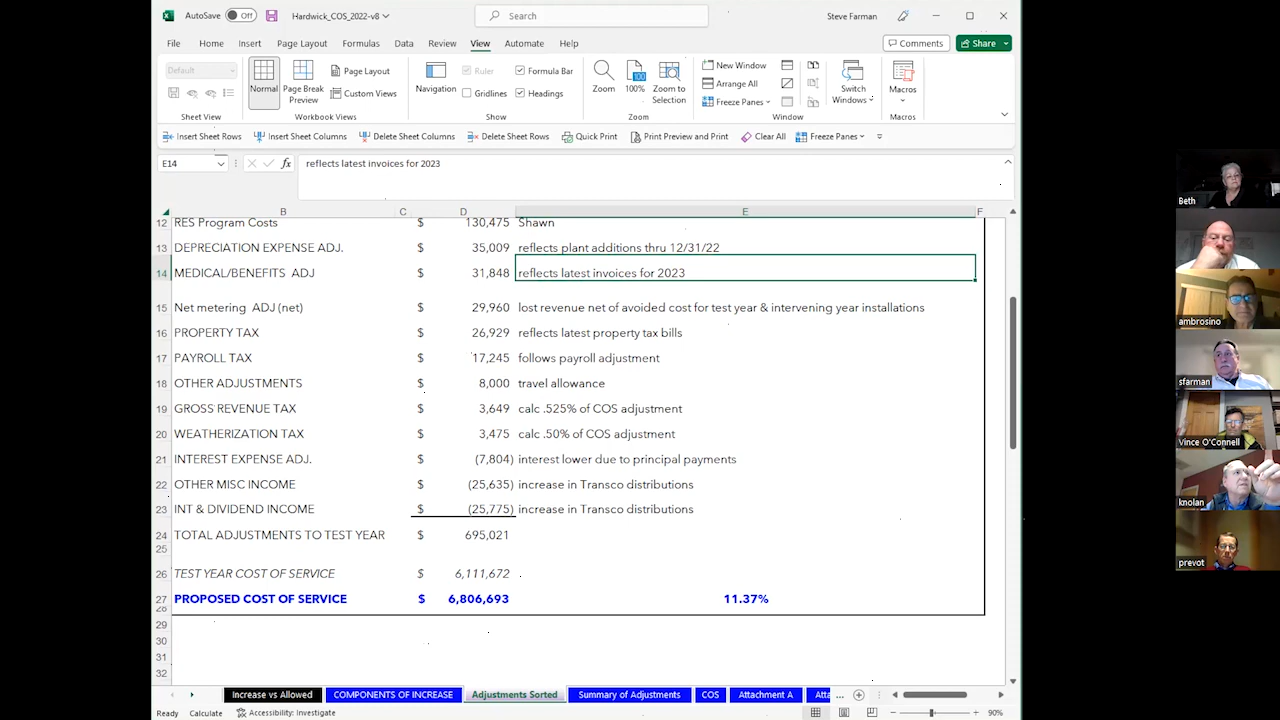 AutoSave Off Hardwick_COS_2022-v8 Search Steve Farman
File Home Insert Page Layout Formulas Data Review View Automate Help Comments Share
Default Normal Page Break Preview Page Layout Custom Views Navigation Ruler Gridlines Formula Bar Headings Zoom 100% Zoom to Selection New Window Arrange All Freeze Panes Switch Windows Macros
Sheet View Workbook Views Show Zoom Window Macros
Insert Sheet Rows Insert Sheet Columns Delete Sheet Columns Delete Sheet Rows Quick Print Print Preview and Print Clear All Freeze Panes
E14 fx reflects latest invoices for 2023
B C D E F
12 RES Program Costs $ 130,475 Shawn
13 DEPRECIATION EXPENSE ADJ. $ 35,009 reflects plant additions thru 12/31/22
14 MEDICAL/BENEFITS ADJ $ 31,848 reflects latest invoices for 2023
15 Net metering ADJ (net) $ 29,960 lost revenue net of avoided cost for test year & intervening year installations
16 PROPERTY TAX $ 26,929 reflects latest property tax bills
17 PAYROLL TAX $ 17,245 follows payroll adjustment
18 OTHER ADJUSTMENTS $ 8,000 travel allowance
19 GROSS REVENUE TAX $ 3,649 calc .525% of COS adjustment
20 WEATHERIZATION TAX $ 3,475 calc .50% of COS adjustment
21 INTEREST EXPENSE ADJ. $ (7,804) interest lower due to principal payments
22 OTHER MISC INCOME $ (25,635) increase in Transco distributions
23 INT & DIVIDEND INCOME $ (25,775) increase in Transco distributions
24 TOTAL ADJUSTMENTS TO TEST YEAR $ 695,021
25
26 TEST YEAR COST OF SERVICE $ 6,111,672
27 PROPOSED COST OF SERVICE $ 6,806,693 11.37%
28
29
30
31
32
Increase vs Allowed COMPONENTS OF INCREASE Adjustments Sorted Summary of Adjustments COS Attachment A Atta ...
Ready Calculate Accessibility: Investigate 90%
Beth
ambrosino
sfarman
Vince O'Connell
knolan
prevot